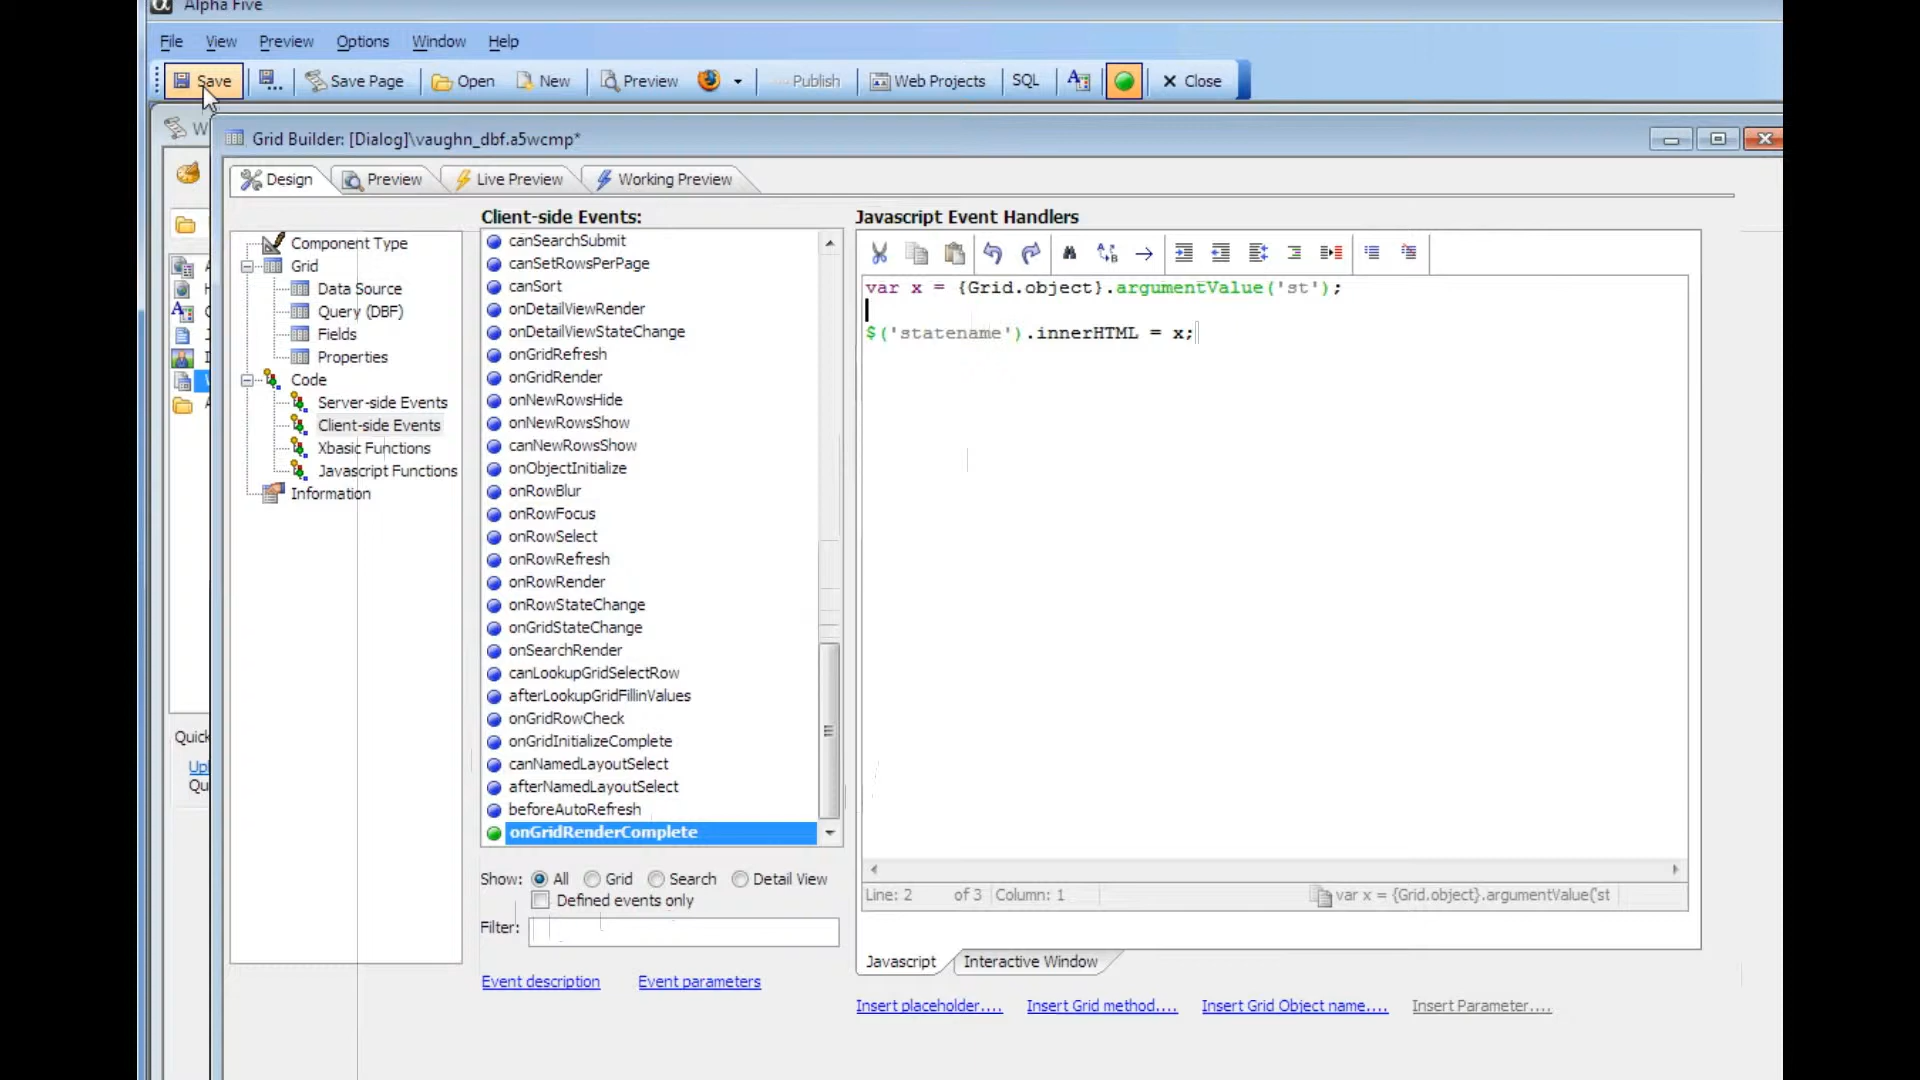 Alpha Five
File View Preview Options Window Help
Save Save Page Open New Preview Publish Web Projects SQL Close
W
Grid Builder: [Dialog]\vaughn_dbf.a5wcmp*
Design Preview Live Preview Working Preview
Client-side Events:
Javascript Event Handlers
Component Type
Grid
Data Source
Query (DBF)
Fields
Properties
Code
Server-side Events
Client-side Events
Xbasic Functions
Javascript Functions
Information
canSearchSubmit
canSetRowsPerPage
canSort
onDetailViewRender
onDetailViewStateChange
onGridRefresh
onGridRender
onNewRowsHide
onNewRowsShow
canNewRowsShow
onObjectInitialize
onRowBlur
onRowFocus
onRowSelect
onRowRefresh
onRowRender
onRowStateChange
onGridStateChange
onSearchRender
canLookupGridSelectRow
afterLookupGridFillinValues
onGridRowCheck
onGridInitializeComplete
canNamedLayoutSelect
afterNamedLayoutSelect
beforeAutoRefresh
onGridRenderComplete
Show: All Grid Search Detail View
Defined events only
Filter:
Event description Event parameters
var x = {Grid.object}.argumentValue('st');
$('statename').innerHTML = x;
Line: 2 of 3 Column: 1 var x = {Grid.object}.argumentValue('st
Javascript Interactive Window
Insert placeholder.... Insert Grid method.... Insert Grid Object name.... Insert Parameter....
Quick
Upl
Qu